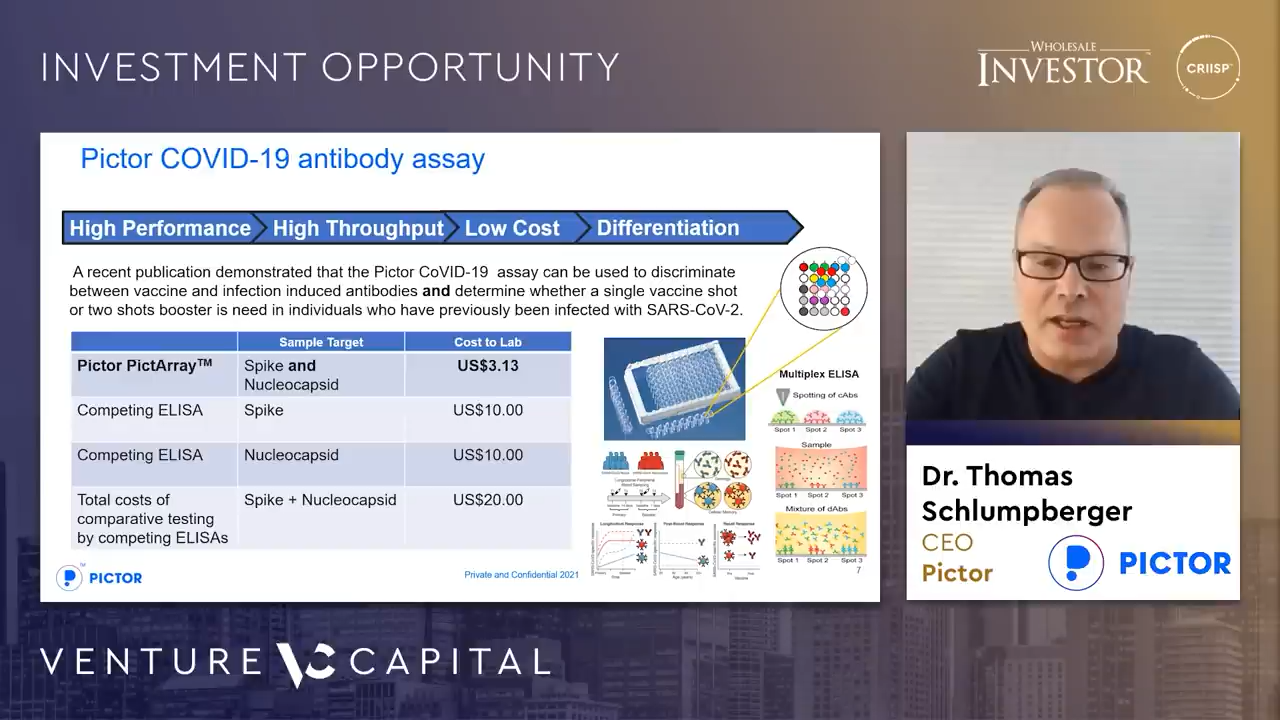 INVESTMENT OPPORTUNITY
WHOLESALE
INVESTOR
CRIISP
Pictor COVID-19 antibody assay
High Performance
High Throughput
Low Cost
Differentiation
A recent publication demonstrated that the Pictor CoVID-19 assay can be used to discriminate
between vaccine and infection induced antibodies and determine whether a single vaccine shot
or two shots booster is need in individuals who have previously been infected with SARS-CoV-2.
Sample Target
Cost to Lab
Pictor PictArray™
Spike and
Nucleocapsid
US$3.13
Competing ELISA
Spike
US$10.00
Competing ELISA
Nucleocapsid
US$10.00
Total costs of
comparative testing
by competing ELISAs
Spike + Nucleocapsid
US$20.00
Multiplex ELISA
Spotting of cAbs
Spot 1 Spot 2 Spot 3
Sample
Spot 1 Spot 2 Spot 3
Mixture of dAbs
Spot 1 Spot 2 Spot 3
Longitudinal Response
PICTOR
Private and Confidential 2021
7
Dr. Thomas
Schlumpberger
CEO
Pictor
PICTOR
VENTURE VC CAPITAL